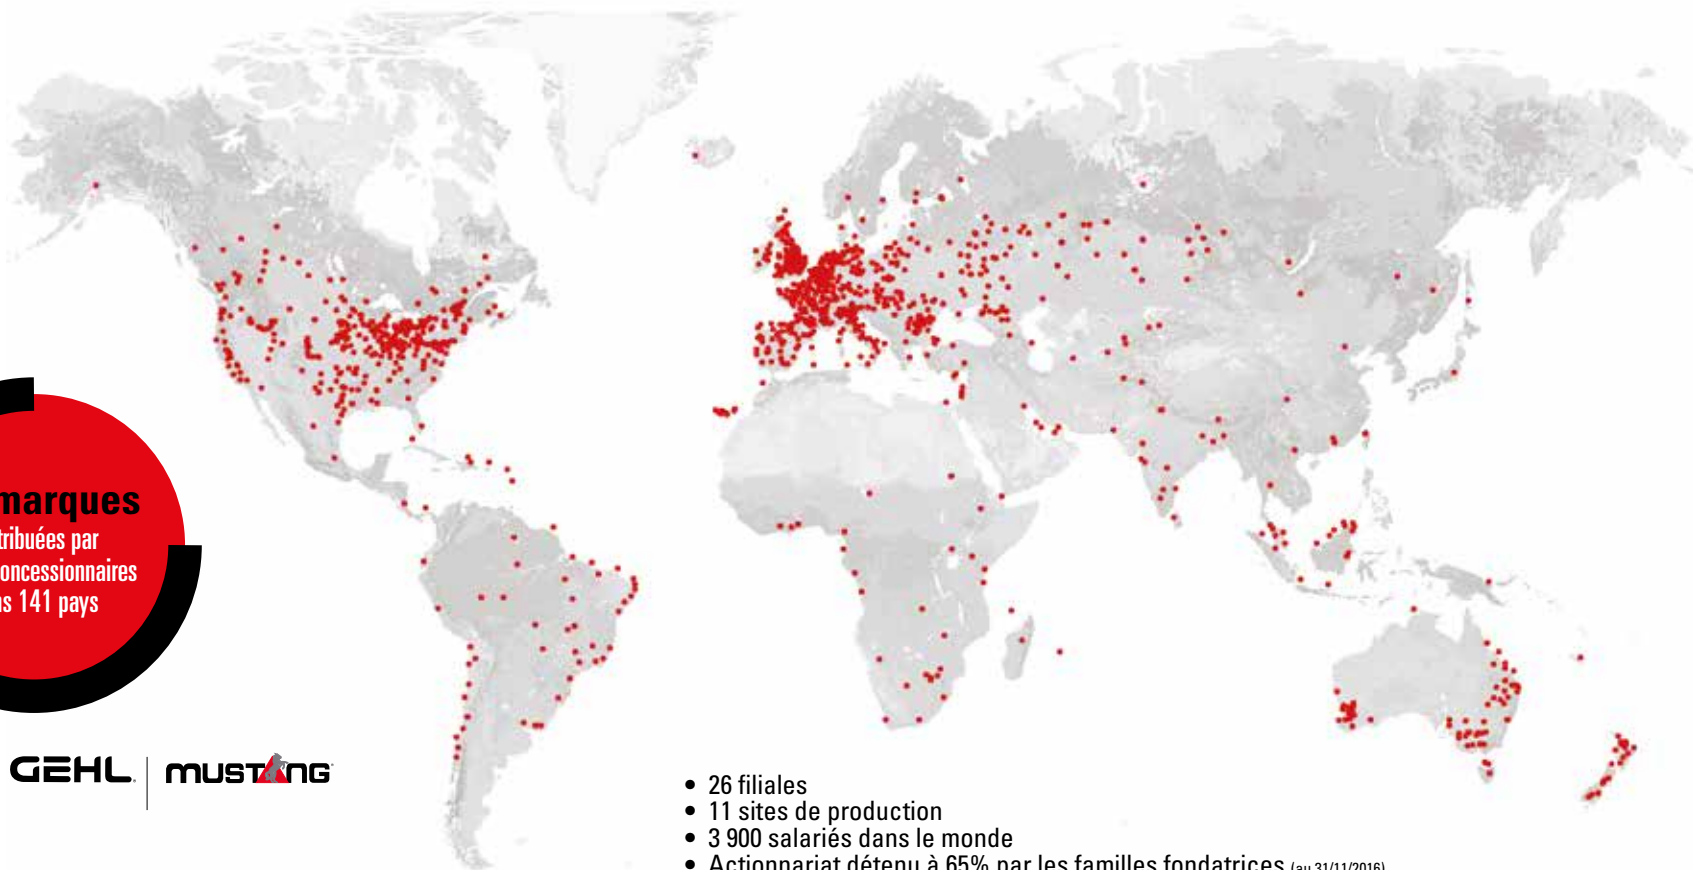 marques
tribuées par
oncessionnaires
s 141 pays
GEHL
MUSTANG
• 26 filiales
• 11 sites de production
• 3 900 salariés dans le monde
• Actionnariat détenu à 65% par les familles fondatrices (au 31/11/2016)